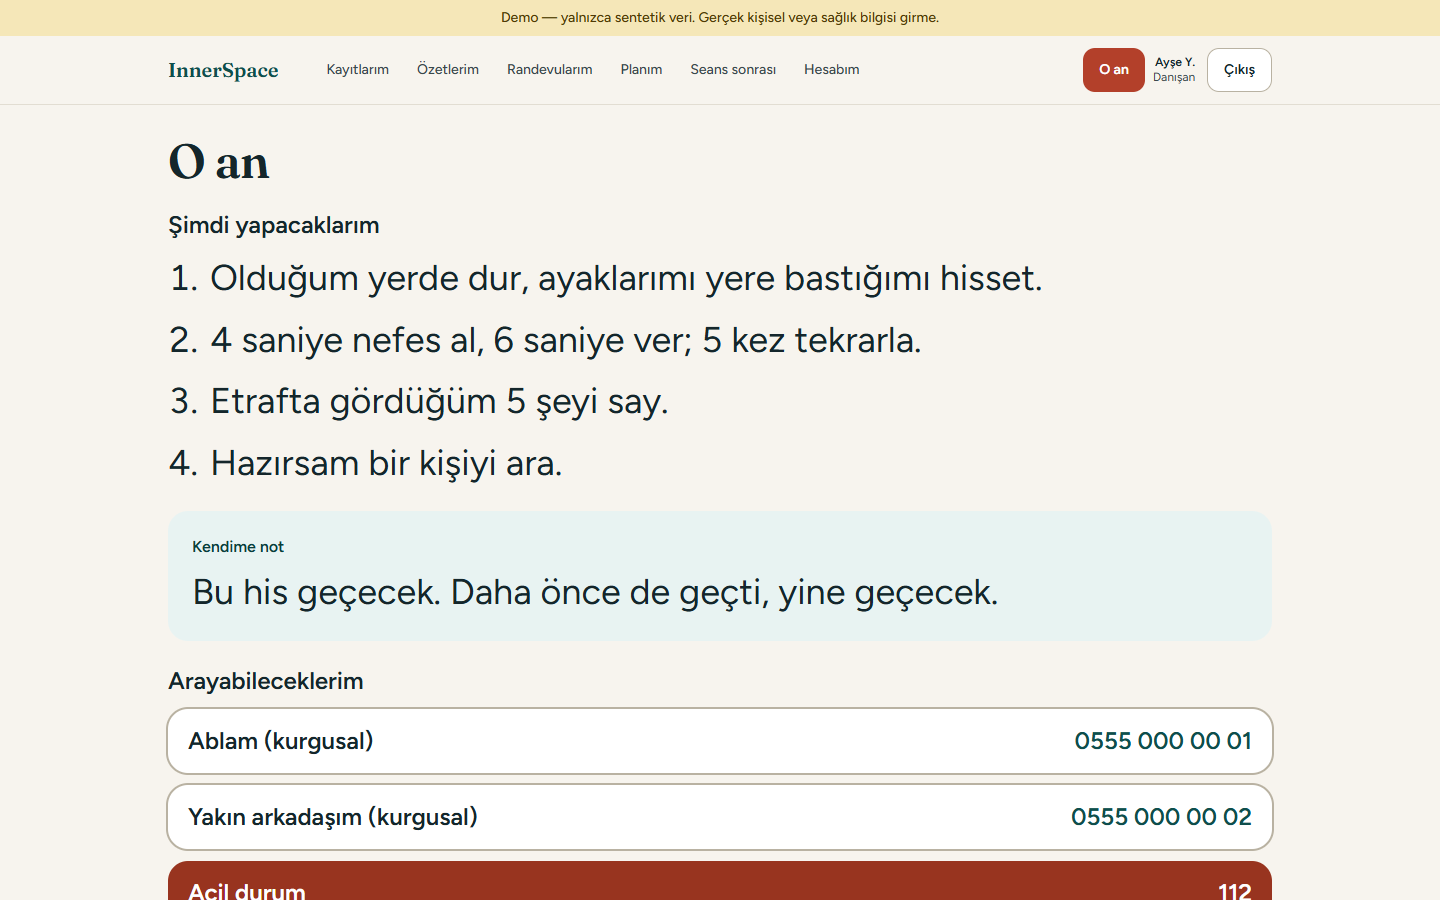 Demo — yalnızca sentetik veri. Gerçek kişisel veya sağlık bilgisi girme.
InnerSpace
Kayıtlarım
Özetlerim
Randevularım
Planım
Seans sonrası
Hesabım
O an
Ayşe Y.
Danışan
Çıkış
O an
Şimdi yapacaklarım
1. Olduğum yerde dur, ayaklarımı yere bastığımı hisset.
2. 4 saniye nefes al, 6 saniye ver; 5 kez tekrarla.
3. Etrafta gördüğüm 5 şeyi say.
4. Hazırsam bir kişiyi ara.
Kendime not
Bu his geçecek. Daha önce de geçti, yine geçecek.
Arayabileceklerim
Ablam (kurgusal) 0555 000 00 01
Yakın arkadaşım (kurgusal) 0555 000 00 02
Acil durum 112